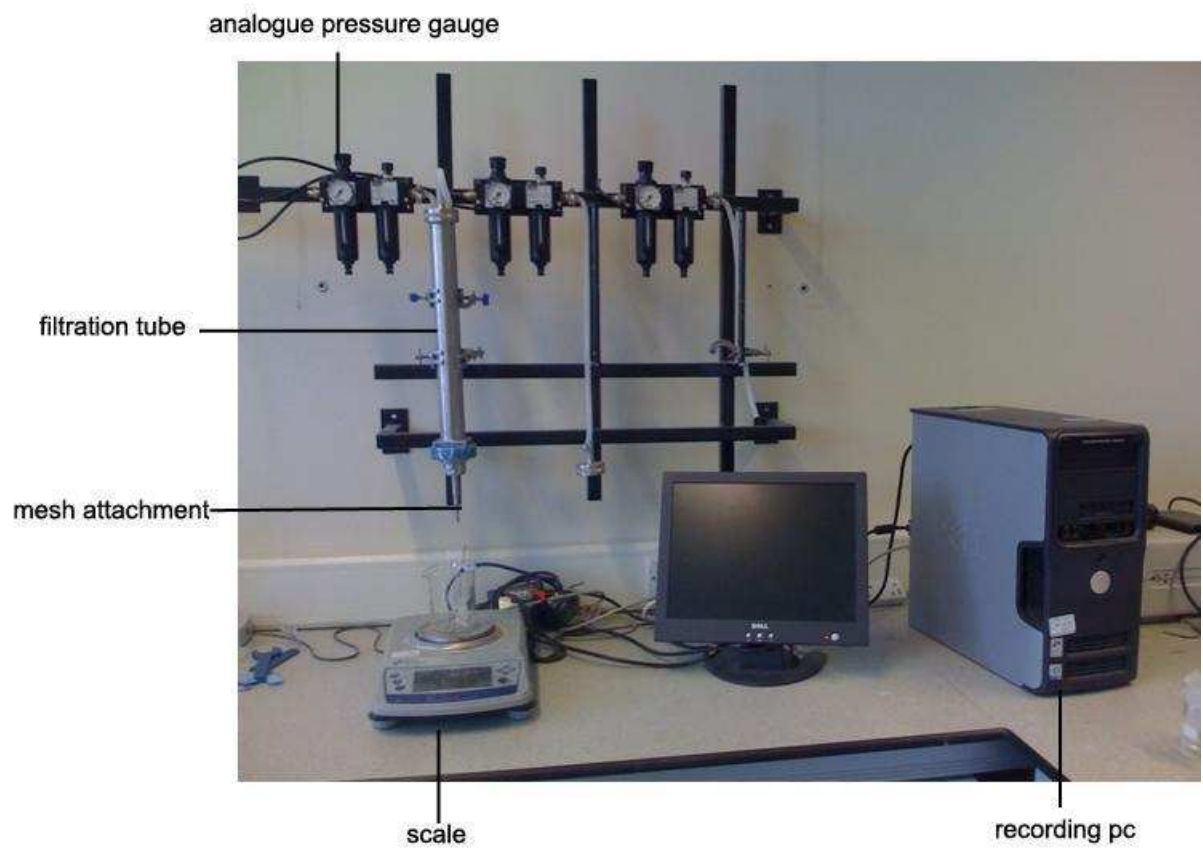 analogue pressure gauge
filtration tube
mesh attachment
DELL
scale
recording pc